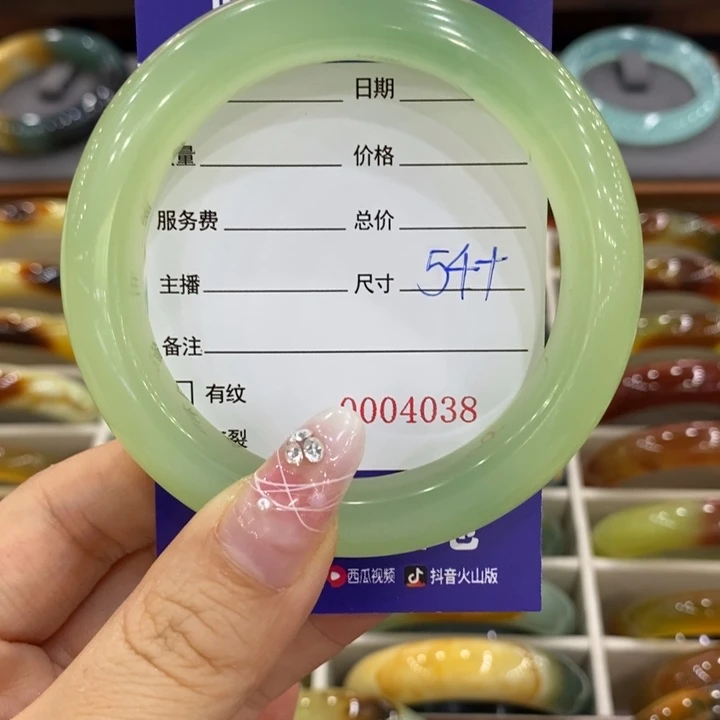 日期
量 价格
服务费 总价
主播 尺寸 54+
备注
有纹
裂 0004038
西瓜视频 抖音火山版